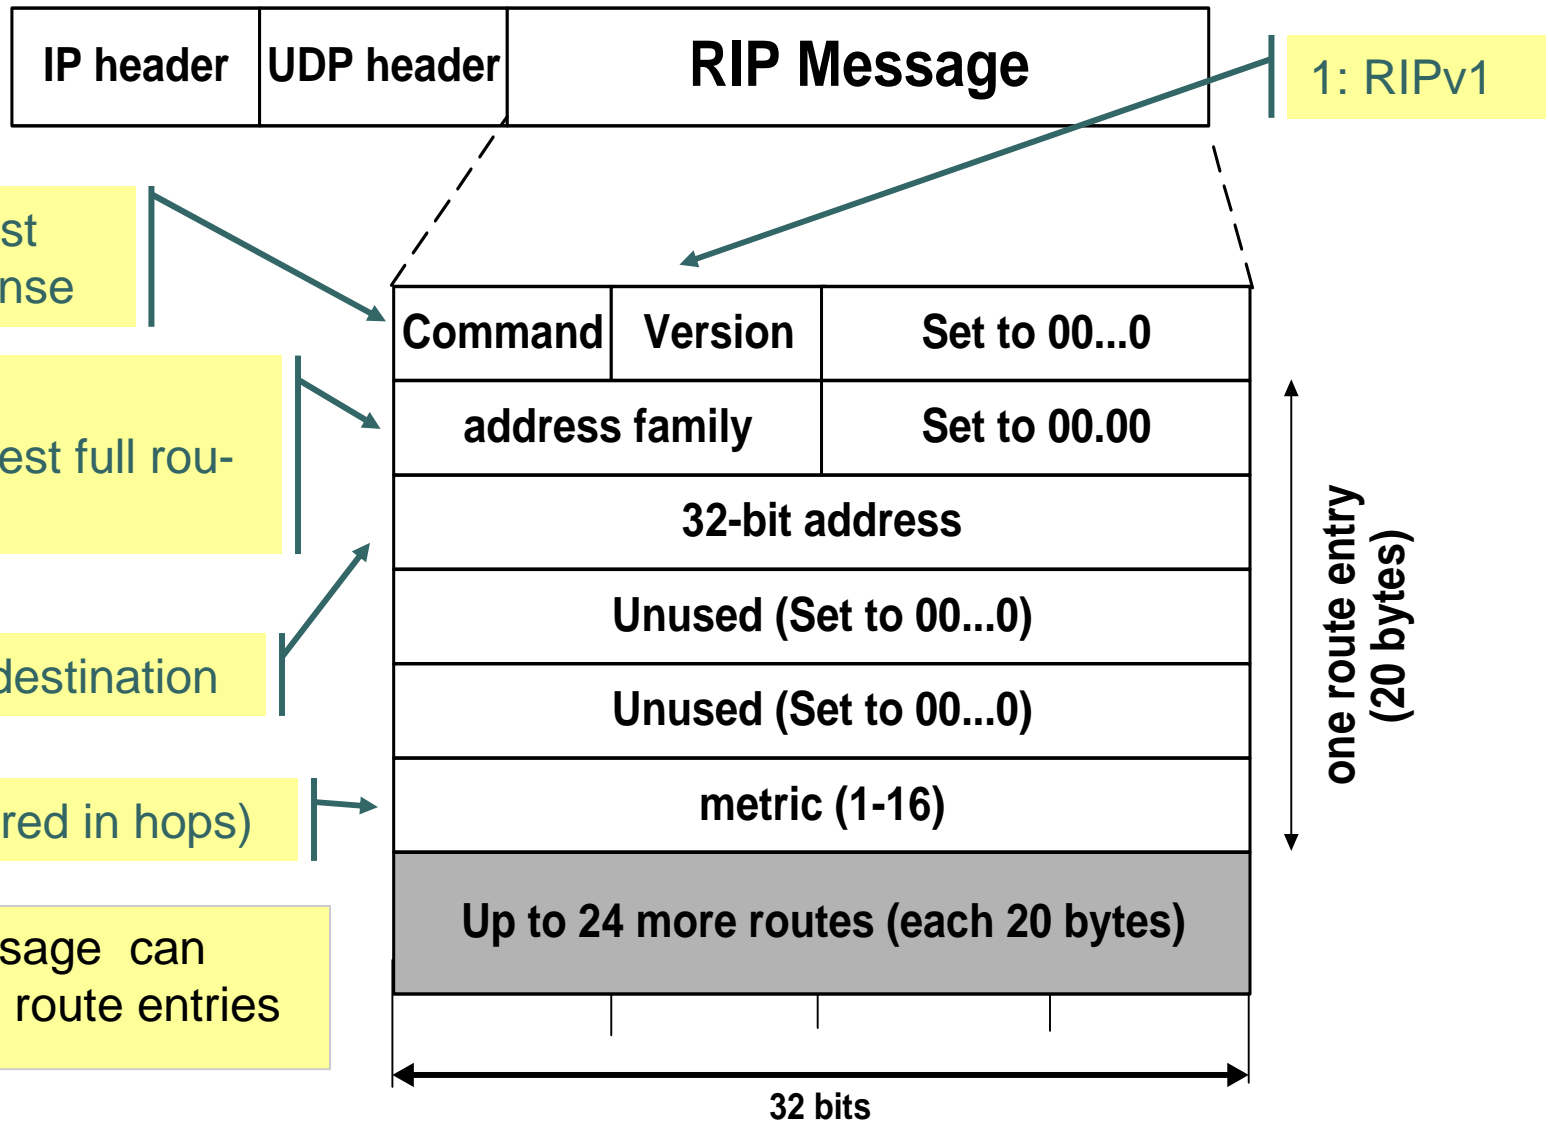 IP header UDP header RIP Message
1: RIPv1
st
nse
Command Version Set to 00...0
address family Set to 00.00
est full rou-
32-bit address
Unused (Set to 00...0)
destination
Unused (Set to 00...0)
red in hops)
metric (1-16)
one route entry
(20 bytes)
Up to 24 more routes (each 20 bytes)
sage can
route entries
32 bits